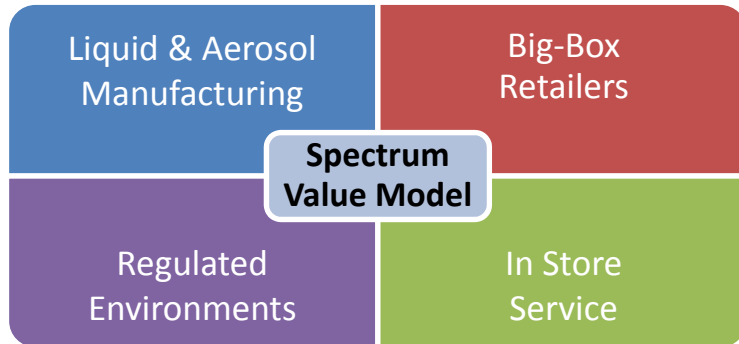 Liquid & Aerosol
Manufacturing
Big-Box
Retailers
Spectrum
Value Model
Regulated
Environments
In Store
Service